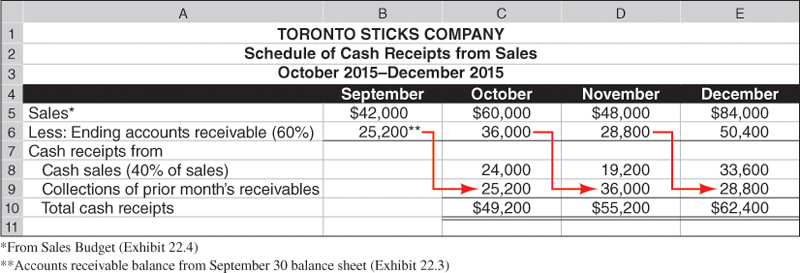 A B C D E
1 TORONTO STICKS COMPANY
2 Schedule of Cash Receipts from Sales
3 October 2015–December 2015
4 September October November December
5 Sales* $42,000 $60,000 $48,000 $84,000
6 Less: Ending accounts receivable (60%) 25,200** 36,000 28,800 50,400
7 Cash receipts from
8 Cash sales (40% of sales) 24,000 19,200 33,600
9 Collections of prior month's receivables 25,200 36,000 28,800
10 Total cash receipts $49,200 $55,200 $62,400
11
*From Sales Budget (Exhibit 22.4)
**Accounts receivable balance from September 30 balance sheet (Exhibit 22.3)